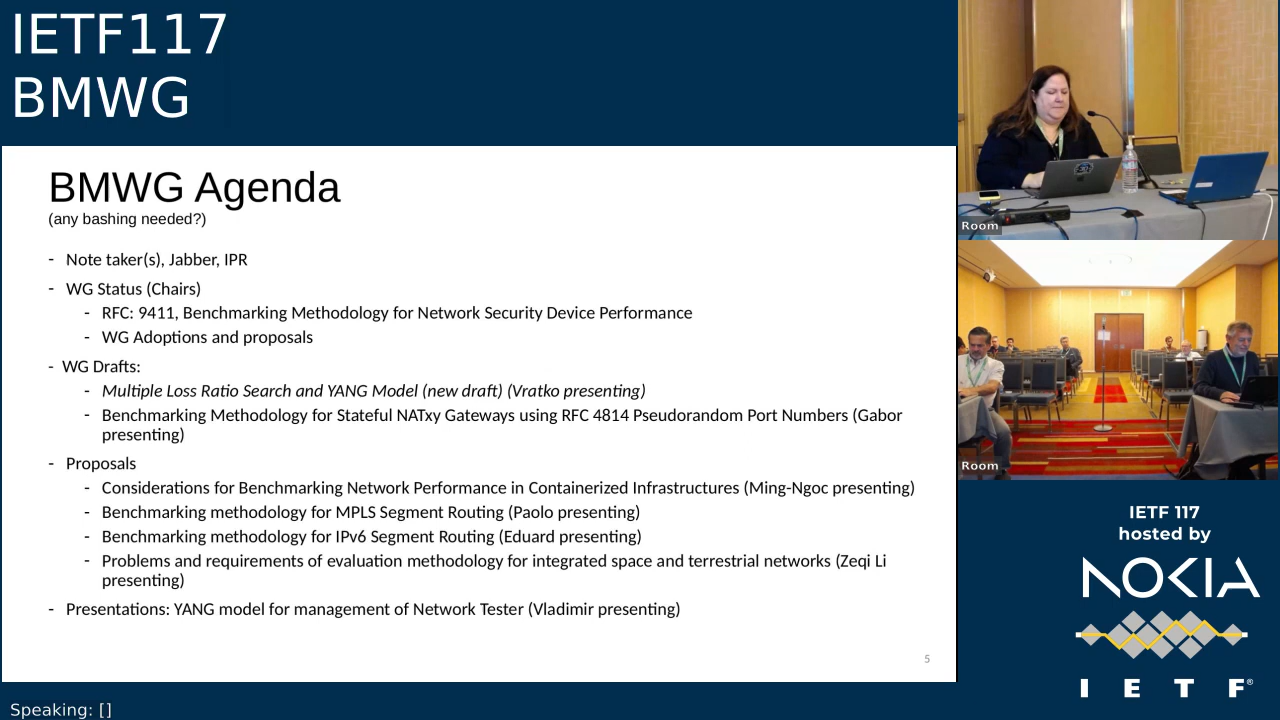 IETF117
BMWG
BMWG Agenda
(any bashing needed?)
- Note taker(s), Jabber, IPR
- WG Status (Chairs)
- RFC: 9411, Benchmarking Methodology for Network Security Device Performance
- WG Adoptions and proposals
- WG Drafts:
- Multiple Loss Ratio Search and YANG Model (new draft) (Vratko presenting)
- Benchmarking Methodology for Stateful NATxy Gateways using RFC 4814 Pseudorandom Port Numbers (Gabor
presenting)
- Proposals
- Considerations for Benchmarking Network Performance in Containerized Infrastructures (Ming-Ngoc presenting)
- Benchmarking methodology for MPLS Segment Routing (Paolo presenting)
- Benchmarking methodology for IPv6 Segment Routing (Eduard presenting)
- Problems and requirements of evaluation methodology for integrated space and terrestrial networks (Zeqi Li
presenting)
- Presentations: YANG model for management of Network Tester (Vladimir presenting)
5
Speaking: []
Room
Room
IETF 117
hosted by
NOKIA
I E T F®